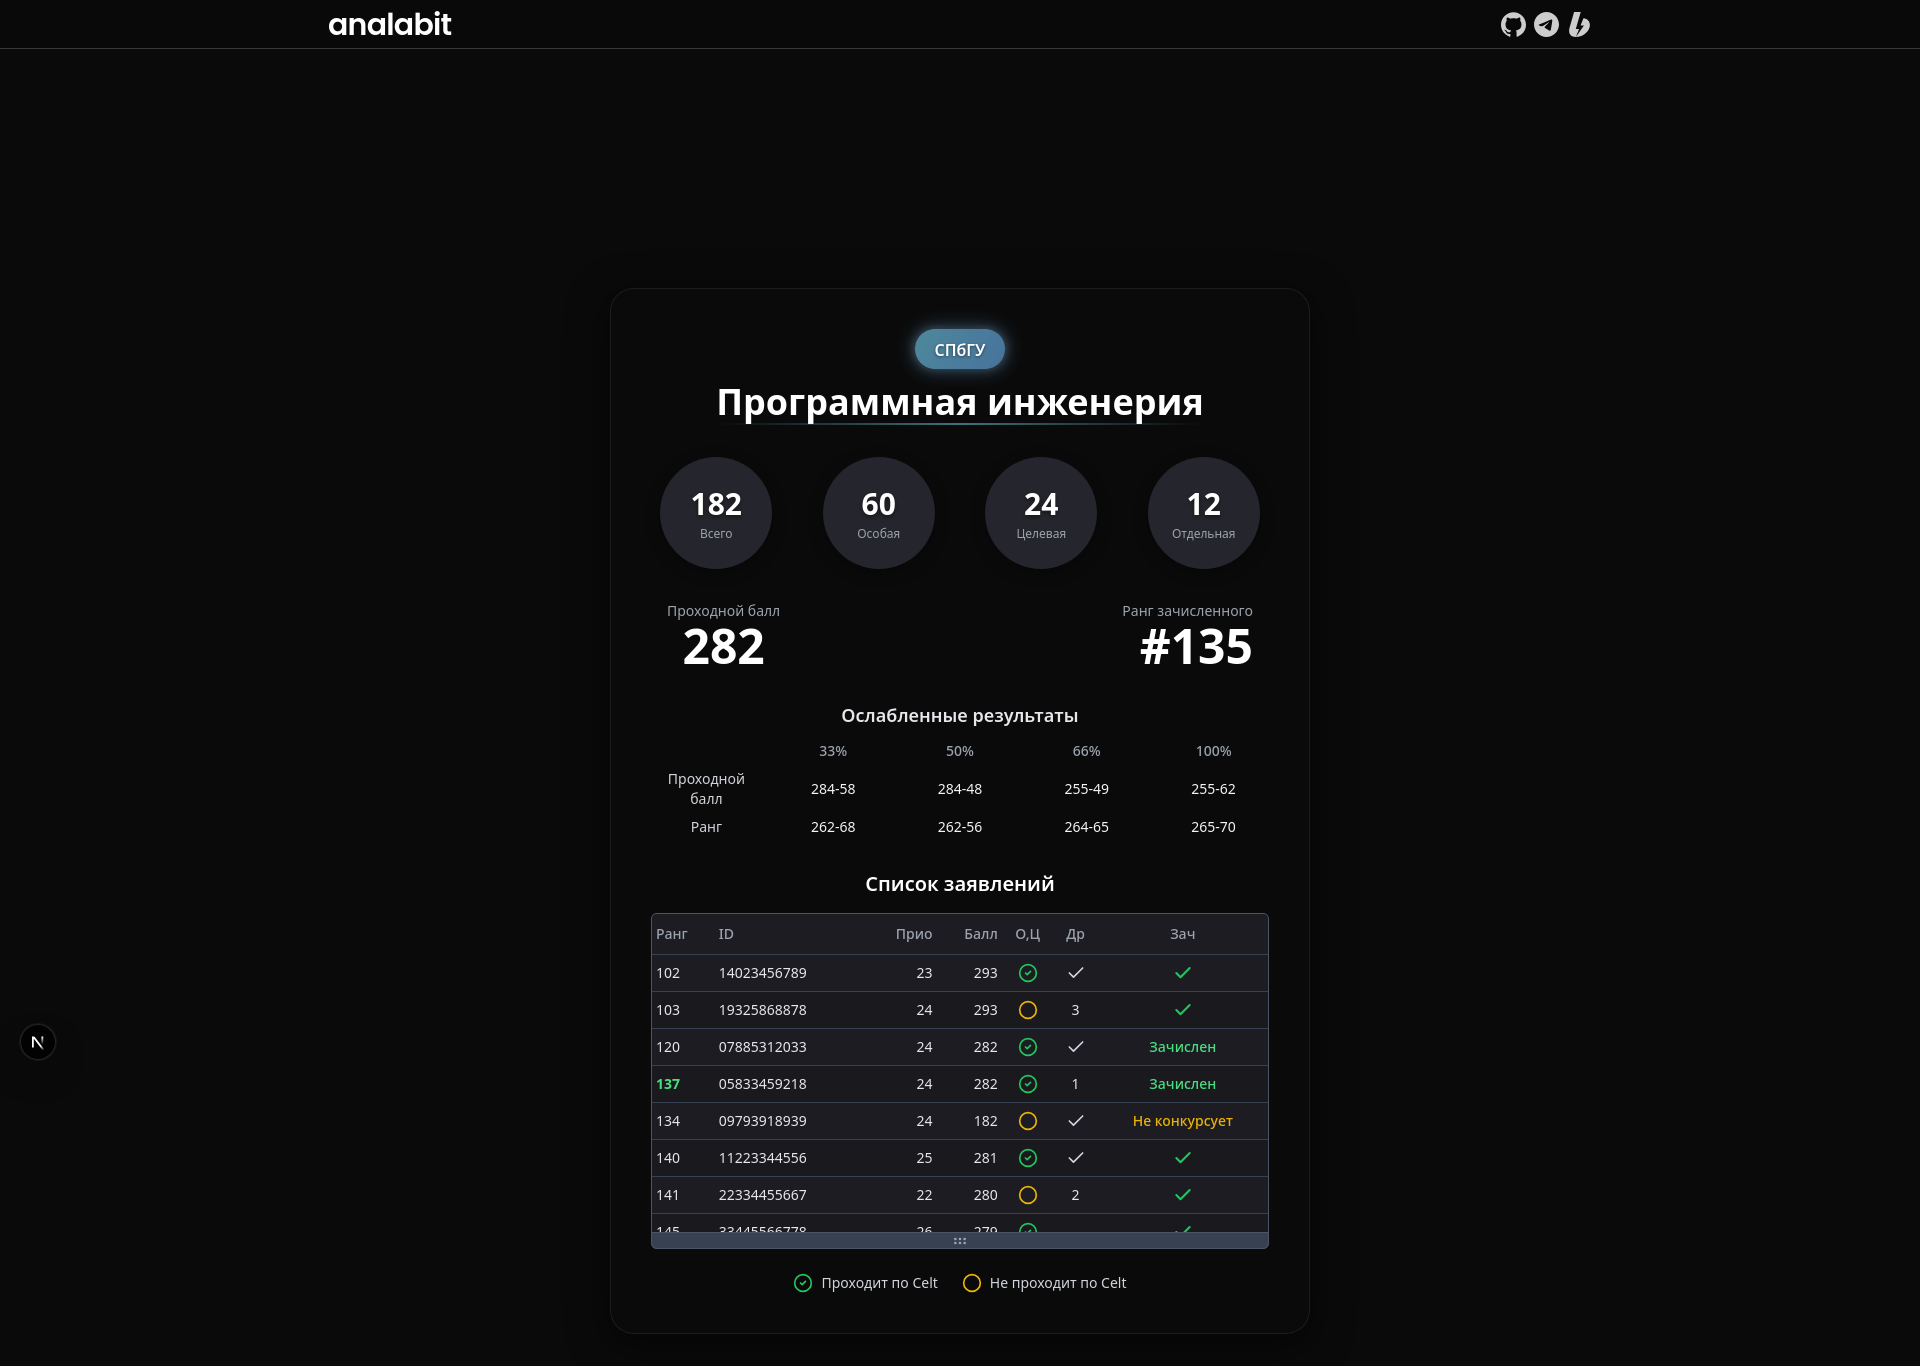 analabit
СПбГУ
Программная инженерия
182 60 24 12
Всего Особая Целевая Отдельная
Проходной балл Ранг зачисленного
282 #135
Ослабленные результаты
33% 50% 66% 100%
Проходной балл 284-58 284-48 255-49 255-62
Ранг 262-68 262-56 264-65 265-70
Список заявлений
Ранг ID Прио Балл О,Ц Др Зач
102 14023456789 23 293
103 19325868878 24 293 3
120 07885312033 24 282 Зачислен
137 05833459218 24 282 1 Зачислен
134 09793918939 24 182 Не конкурсует
140 11223344556 25 281
141 22334455667 22 280 2
145 33445566778 26 279
Проходит по Celt Не проходит по Celt